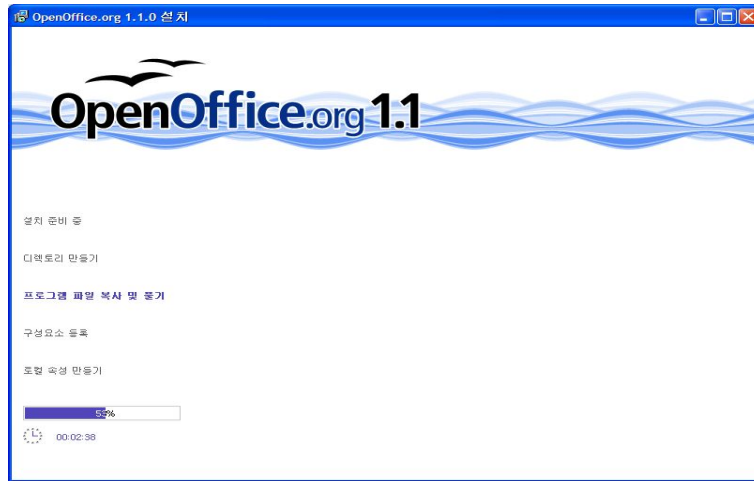 OpenOffice.org 1.1.0 설치
OpenOffice.org 1.1
설치 준비 중
디렉토리 만들기
프로그램 파일 복사 및 풀기
구성요소 등록
로컬 속성 만들기
00:02:38